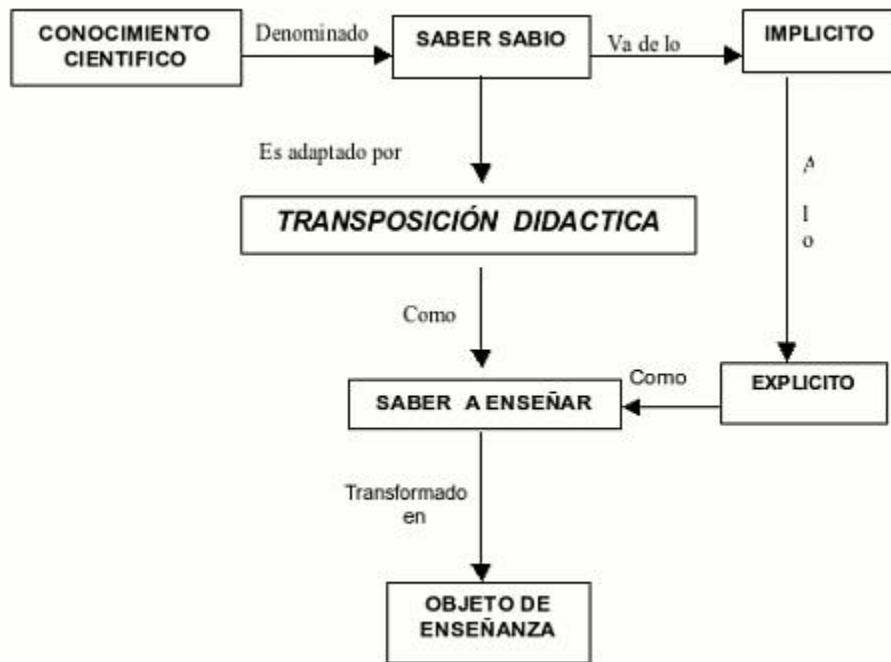 CONOCIMIENTO
CIENTIFICO
Denominado
SABER SABIO
Va de lo
IMPLICITO
Es adaptado por
A
l
o
TRANSPOSICIÓN DIDACTICA
Como
EXPLICITO
Como
SABER A ENSEÑAR
Transformado
en
OBJETO DE
ENSEÑANZA